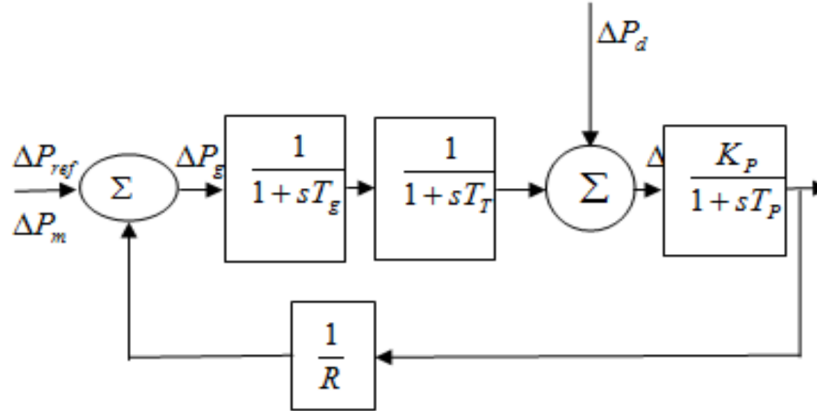 ΔP_d
ΔP_ref
ΔP_m
Σ
ΔP_g
1
1 + sT_g
1
1 + sT_T
Σ
Δ
K_P
1 + sT_P
1
R